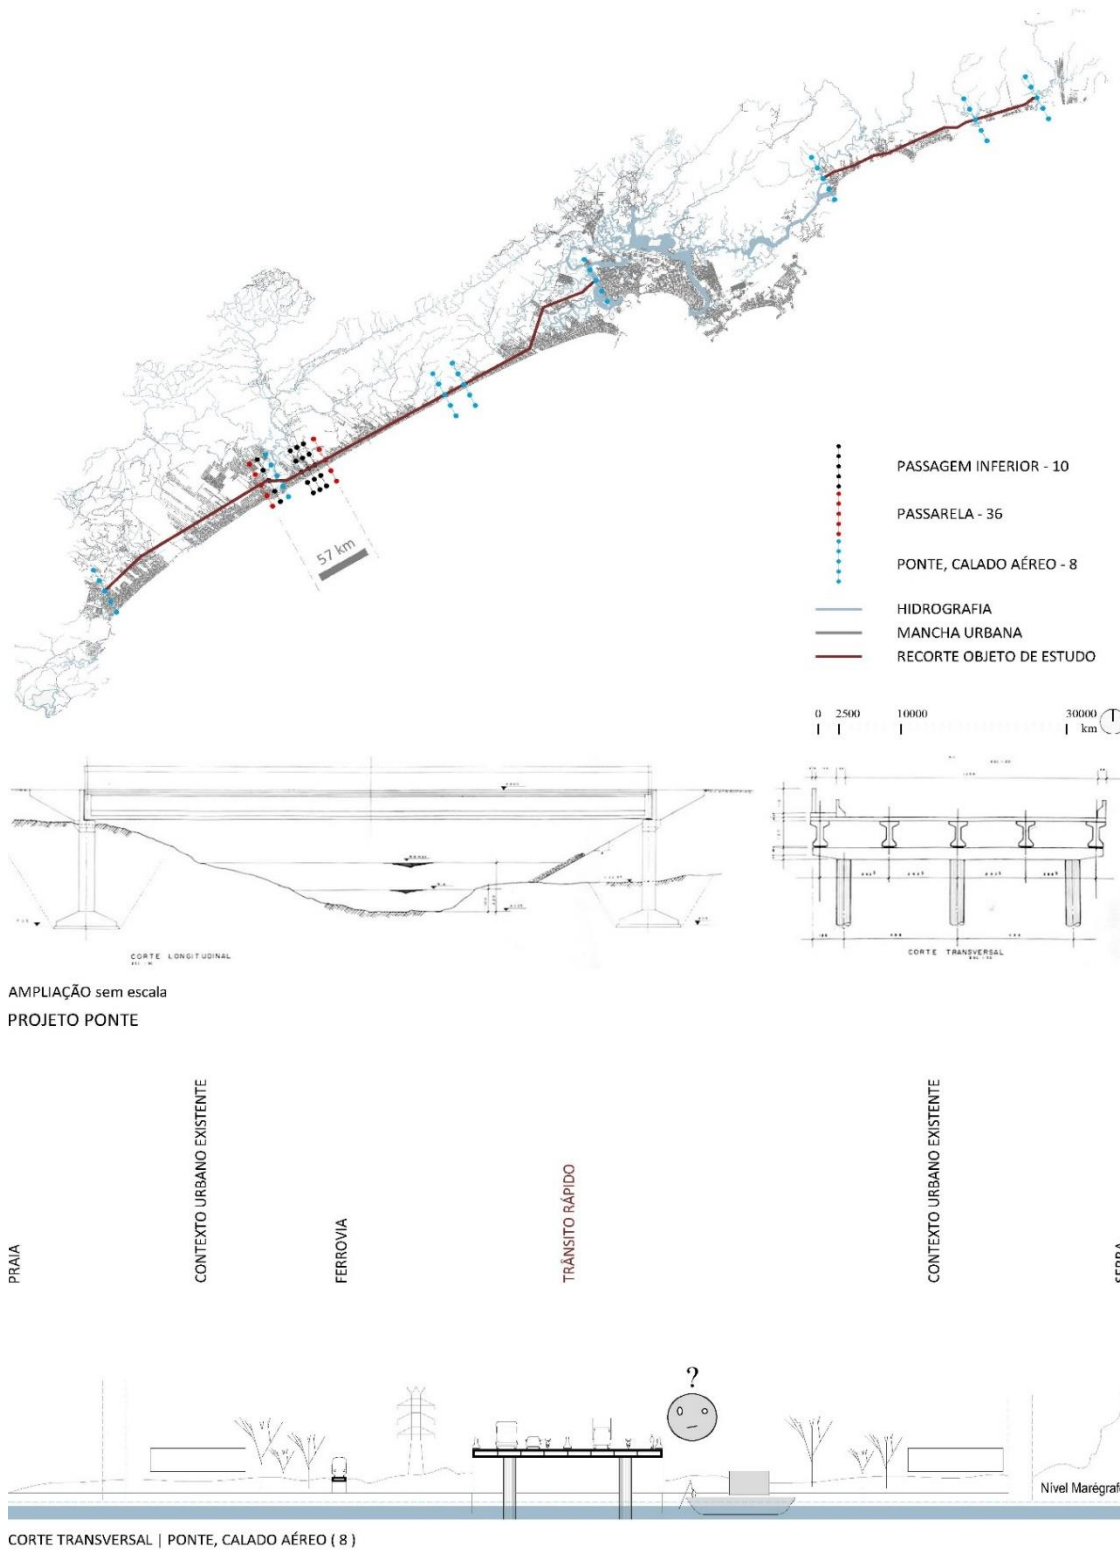 57 km
PASSAGEM INFERIOR - 10
PASSARELA - 36
PONTE, CALADO AÉREO - 8
HIDROGRAFIA
MANCHA URBANA
RECORTE OBJETO DE ESTUDO
0 2500 10000 30000
km
CORTE LONGITUDINAL
CORTE TRANSVERSAL
AMPLIAÇÃO sem escala
PROJETO PONTE
PRAIA
CONTEXTO URBANO EXISTENTE
FERROVIA
TRÂNSITO RÁPIDO
CONTEXTO URBANO EXISTENTE
?
Nível Marégrafo
CORTE TRANSVERSAL | PONTE, CALADO AÉREO ( 8 )